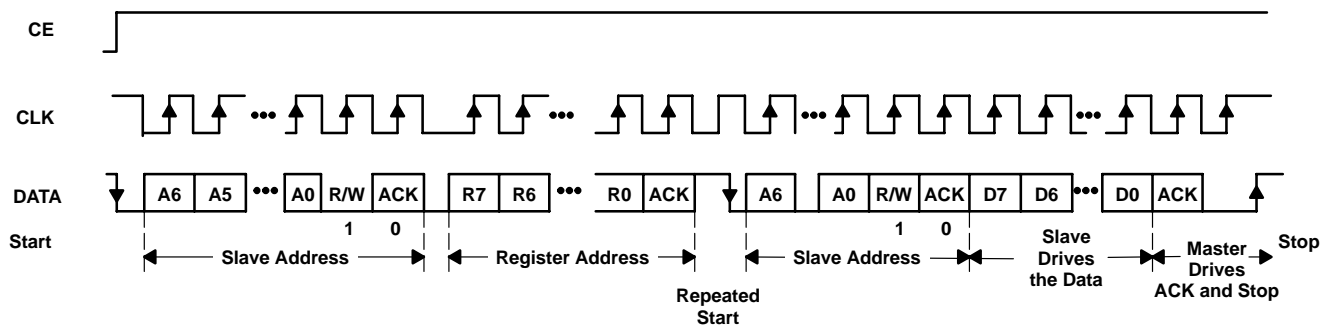 CE
CLK
DATA
A6 A5 ••• A0 R/W ACK R7 R6 ••• R0 ACK A6 A0 R/W ACK D7 D6 ••• D0 ACK
1 0 1 0
Start
Slave Address
Register Address
Repeated
Start
Slave Address
Slave
Drives
the Data
Master
Drives
ACK and Stop
Stop